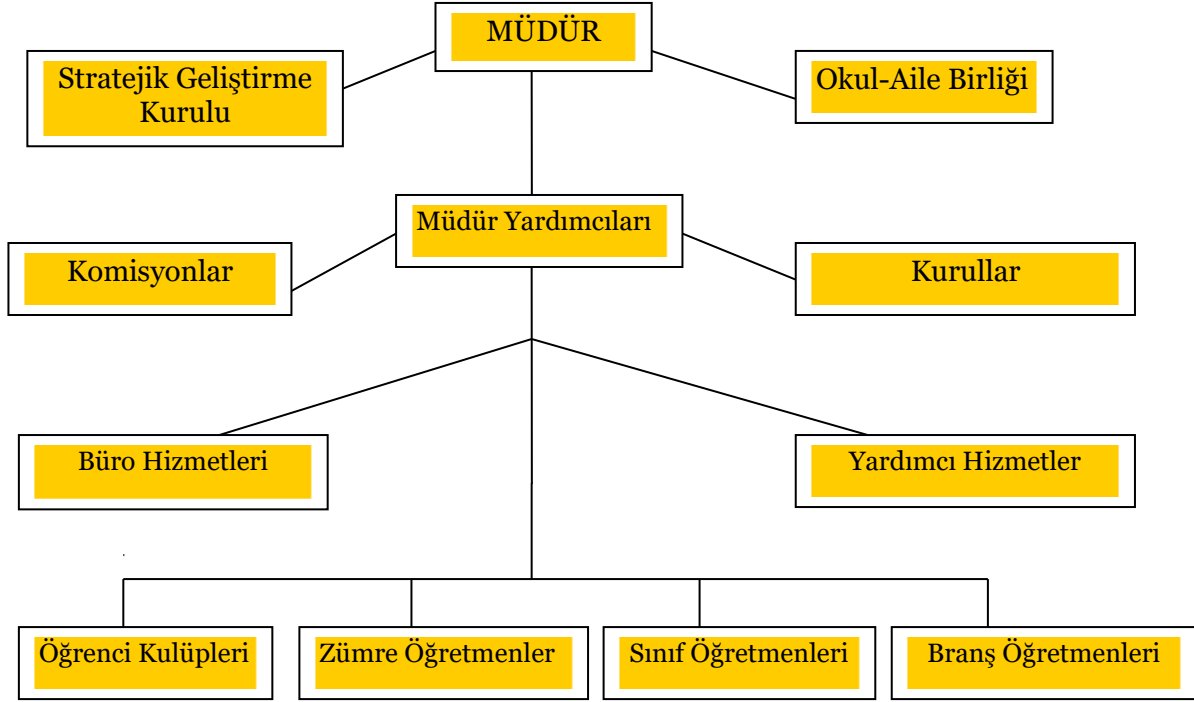 MÜDÜR
Stratejik Geliştirme
Kurulu
Okul-Aile Birliği
Müdür Yardımcıları
Komisyonlar
Kurullar
Büro Hizmetleri
Yardımcı Hizmetler
Öğrenci Kulüpleri
Zümre Öğretmenler
Sınıf Öğretmenleri
Branş Öğretmenleri